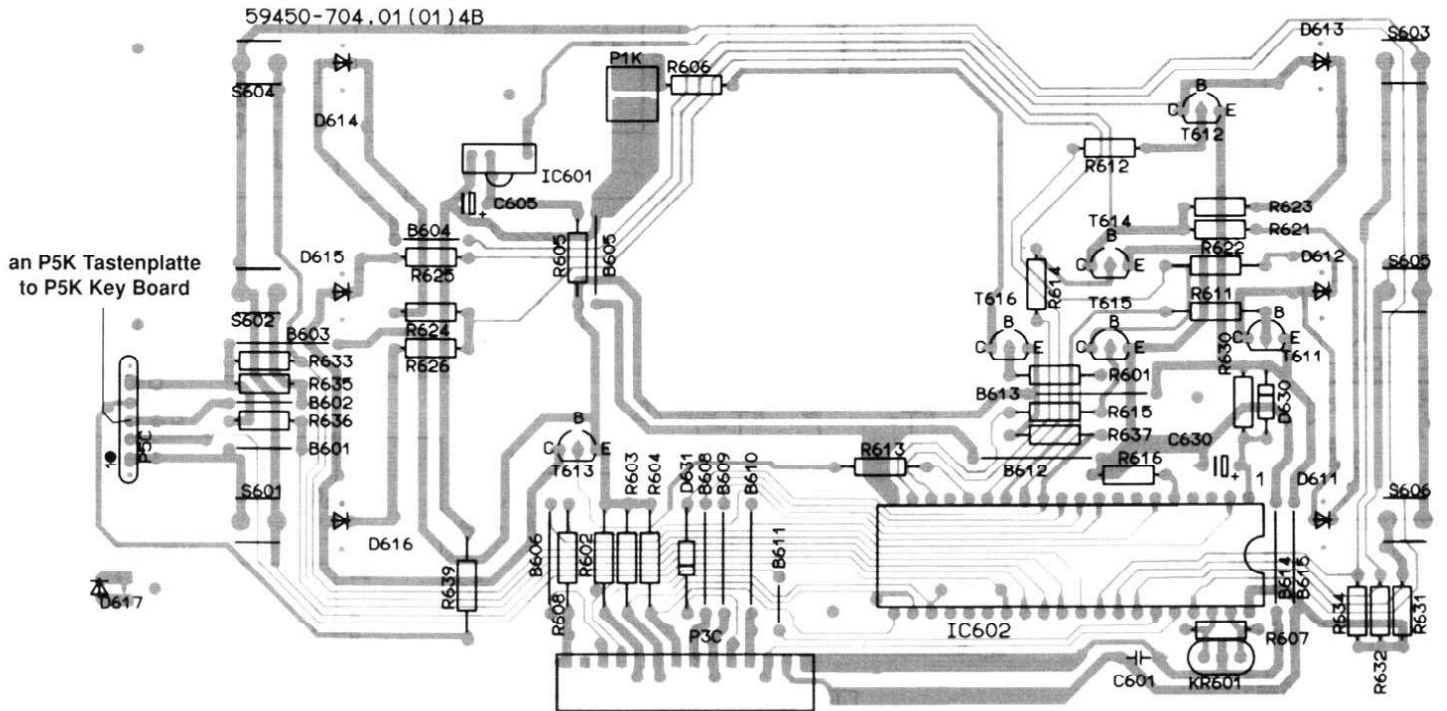 59450-704.01(01)4B
D613
S603
P1K
R606
S604
B
C
E
T612
D614
R612
IC601
C605
R623
T614
R621
B604
B
R622
an P5K Tastenplatte
to P5K Key Board
D615
R605
B605
C
E
D612
S605
R625
R614
R611
T616
T615
S602
R624
B
B
B
B603
C
E
C
E
C
E
R630
T611
R633
R626
R635
R601
B613
D630
B602
R615
R636
B
R637
C630
P5C
B601
C
E
R613
1
T613
B612
R616
+
1
D611
S601
R603
R604
D631
B608
B609
B610
S606
D616
B606
R602
B611
B614
B615
R639
D617
R608
P3C
IC602
R607
R634
R631
C601
KR601
R632